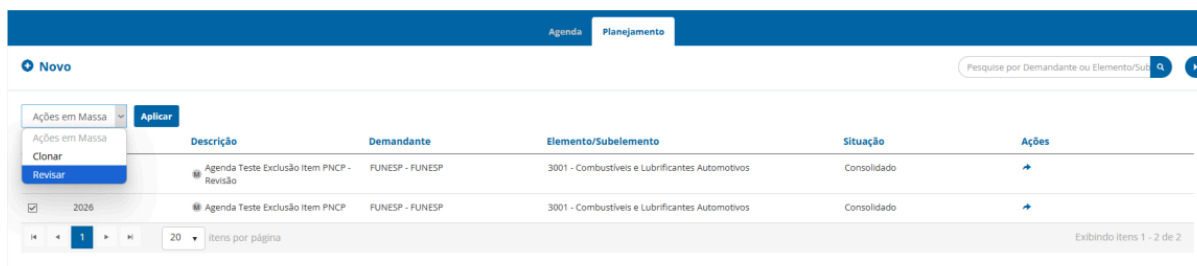 Agenda Planejamento
Novo
Pesquise por Demandante ou Elemento/Sub
Ações em Massa Aplicar
Ações em Massa
Clonar
Revisar
Descrição Demandante Elemento/Subelemento Situação Ações
M Agenda Teste Exclusão Item PNCP - Revisão FUNESP - FUNESP 3001 - Combustíveis e Lubrificantes Automotivos Consolidado
2026 M Agenda Teste Exclusão Item PNCP FUNESP - FUNESP 3001 - Combustíveis e Lubrificantes Automotivos Consolidado
1 20 itens por página Exibindo itens 1 - 2 de 2